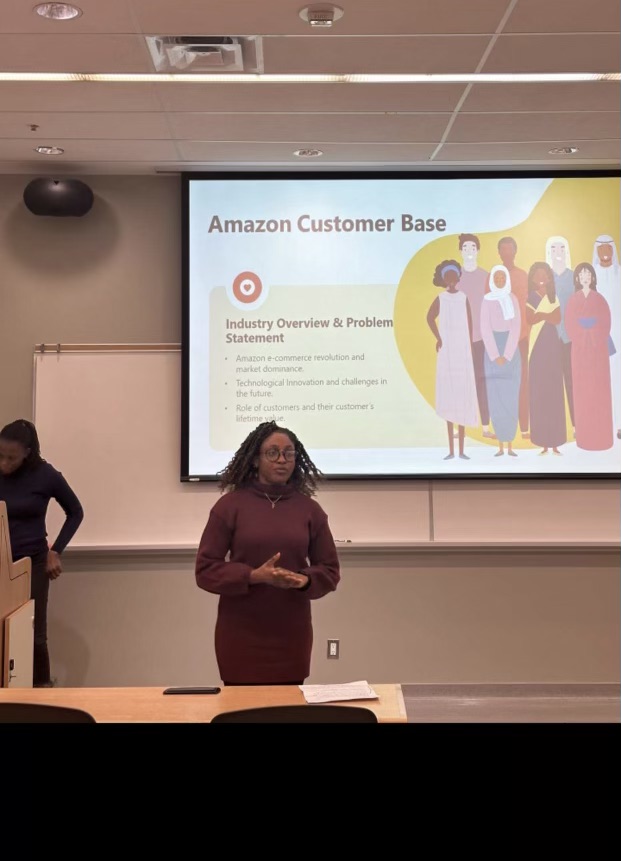 Amazon Customer Base
Industry Overview & Problem
Statement
• Amazon e-commerce revolution and
market dominance.
• Technological Innovation and challenges in
the future.
• Role of customers and their customer's
lifetime value.